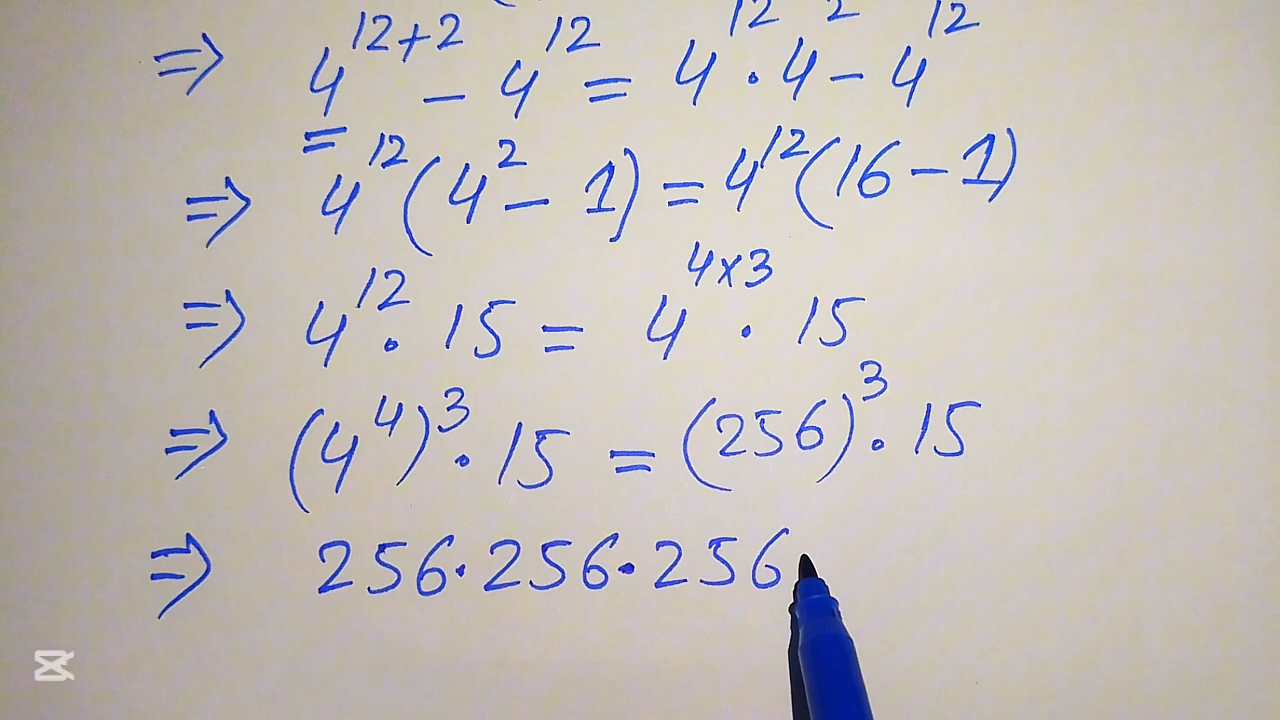 ⇒ 4^{12+2} - 4^{12} = 4^{12} · 4^{2} - 4^{12}
⇒ 4^{12}(4^{2} - 1) = 4^{12}(16 - 1)
⇒ 4^{12} · 15 = 4^{4×3} · 15
⇒ (4^{4})^{3} · 15 = (256)^{3} · 15
⇒ 256 · 256 · 256